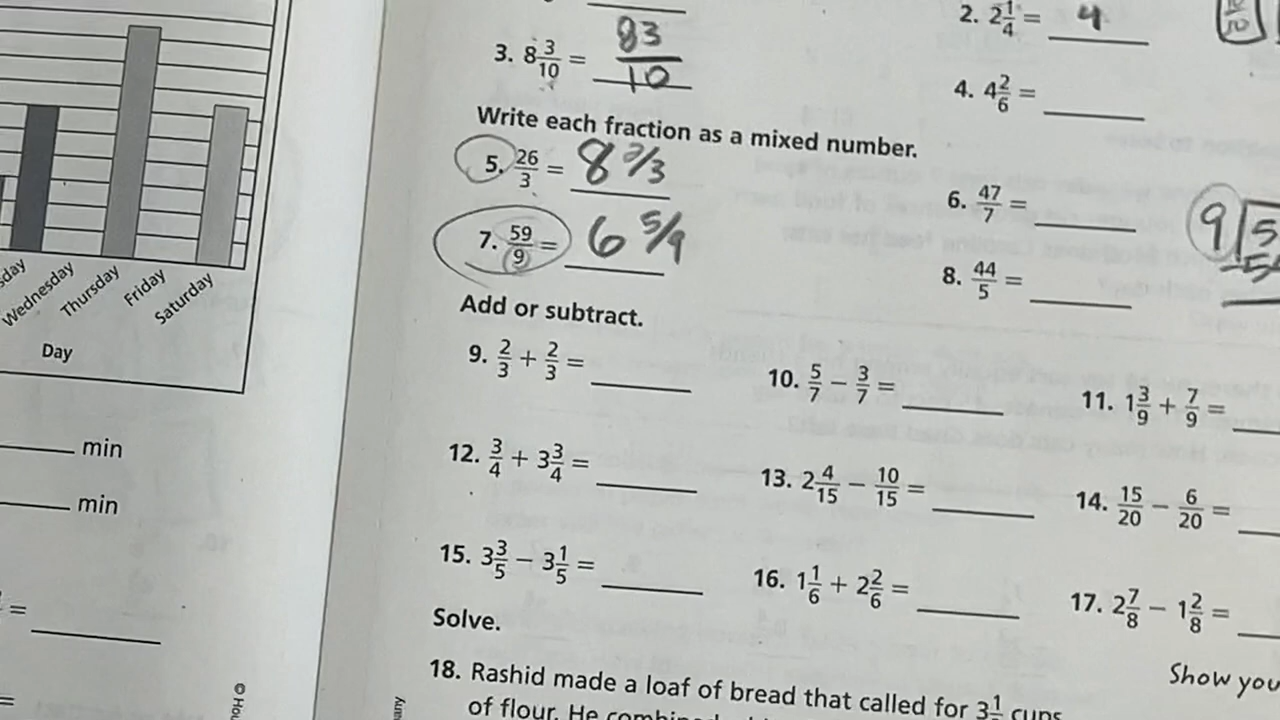 Wednesday
Thursday
Friday
Saturday
Day
min
min
=
=
2. 2 1/4 = 4
3. 8 3/10 = 83/10
4. 4 2/6 =
Write each fraction as a mixed number.
5. 26/3 = 8 2/3
6. 47/7 =
7. 59/9 = 6 5/9
8. 44/5 =
9
Add or subtract.
9. 2/3 + 2/3 =
10. 5/7 − 3/7 =
11. 1 3/9 + 7/9 =
12. 3/4 + 3 3/4 =
13. 2 4/15 − 10/15 =
14. 15/20 − 6/20 =
15. 3 3/5 − 3 1/5 =
16. 1 1/6 + 2 2/6 =
17. 2 7/8 − 1 2/8 =
Solve.
Show you
18. Rashid made a loaf of bread that called for 3 cups
of flour. He